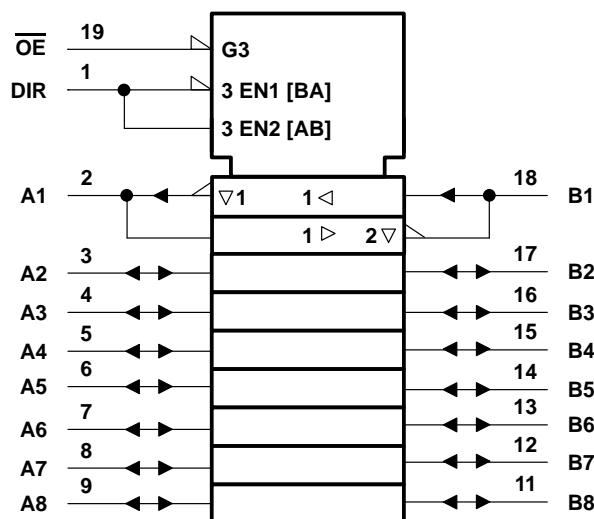 OE 19 G3
DIR 1 3 EN1 [BA]
3 EN2 [AB]
A1 2 ▽1 1 ◁ 18 B1
1 ▷ 2 ▽
A2 3 17 B2
A3 4 16 B3
A4 5 15 B4
A5 6 14 B5
A6 7 13 B6
A7 8 12 B7
A8 9 11 B8